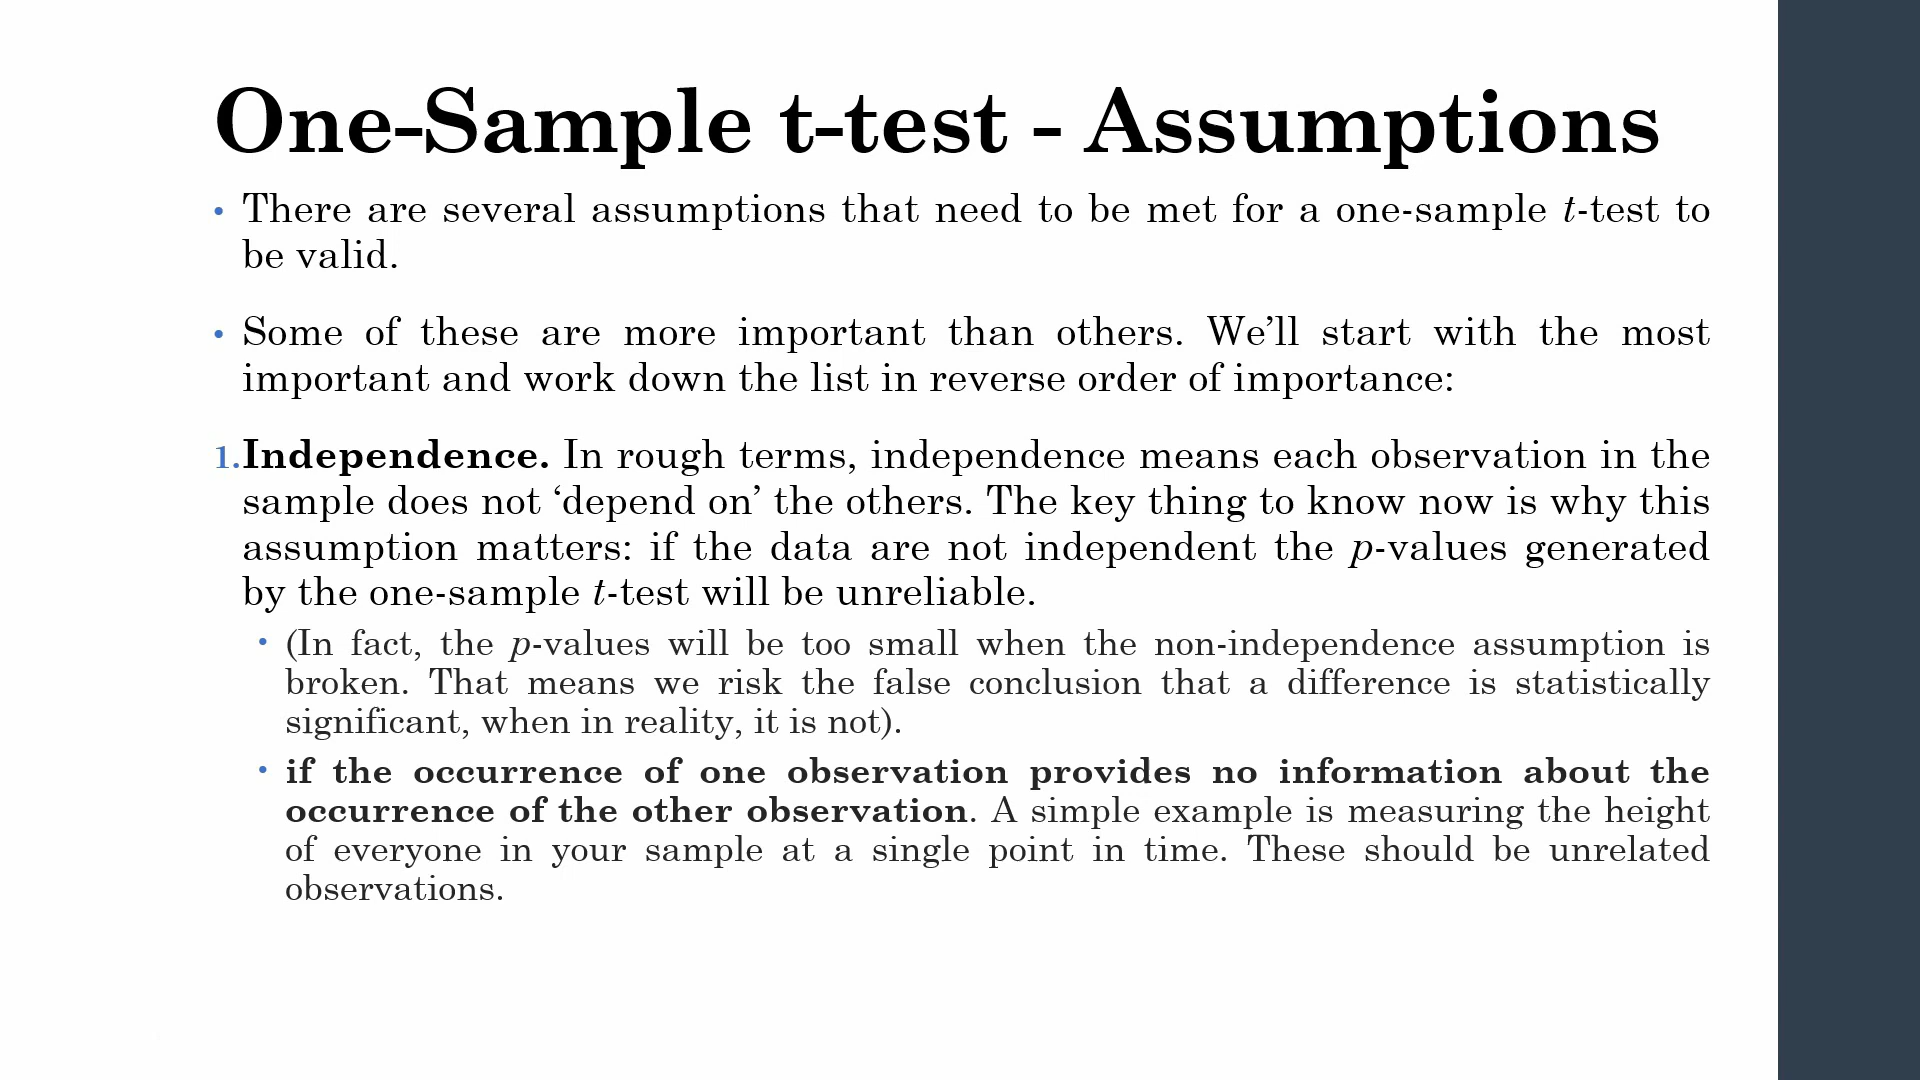 One-Sample t-test - Assumptions
• There are several assumptions that need to be met for a one-sample t-test to
be valid.
• Some of these are more important than others. We’ll start with the most
important and work down the list in reverse order of importance:
1.Independence. In rough terms, independence means each observation in the
sample does not ‘depend on’ the others. The key thing to know now is why this
assumption matters: if the data are not independent the p-values generated
by the one-sample t-test will be unreliable.
• (In fact, the p-values will be too small when the non-independence assumption is
broken. That means we risk the false conclusion that a difference is statistically
significant, when in reality, it is not).
• if the occurrence of one observation provides no information about the
occurrence of the other observation. A simple example is measuring the height
of everyone in your sample at a single point in time. These should be unrelated
observations.